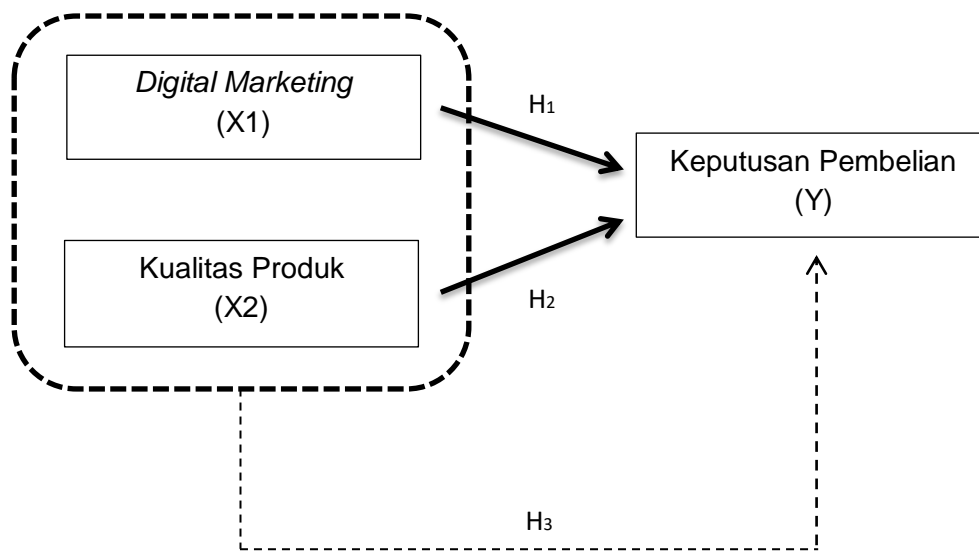 Digital Marketing
(X1)
H1
Keputusan Pembelian
(Y)
Kualitas Produk
(X2)
H2
H3